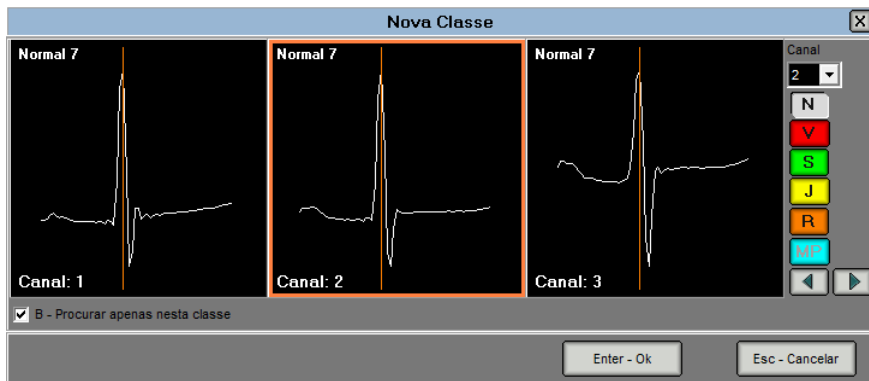 Nova Classe
Normal 7
Normal 7
Normal 7
Canal
2
N
V
S
J
R
MP
Canal: 1
Canal: 2
Canal: 3
B - Procurar apenas nesta classe
Enter - Ok
Esc - Cancelar